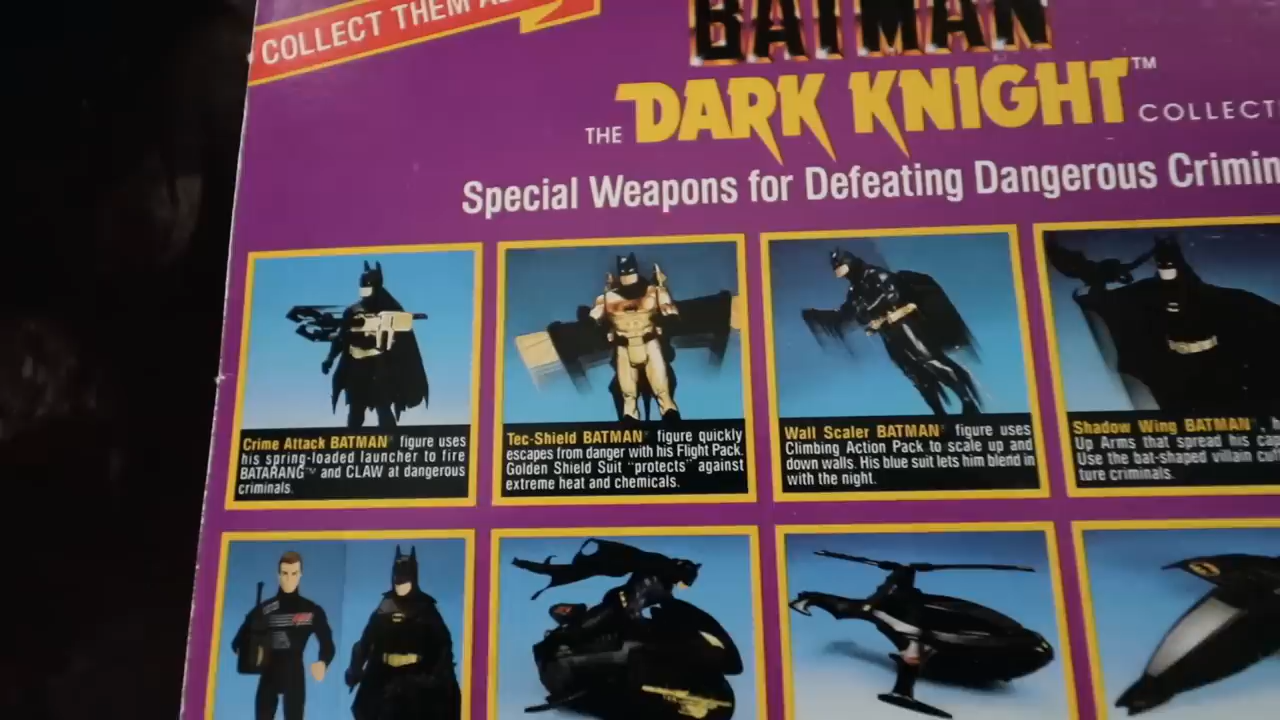 COLLECT THEM
BATMAN
THE DARK KNIGHT™ COLLECT
Special Weapons for Defeating Dangerous Crimin
Crime Attack BATMAN figure uses
his spring-loaded launcher to fire
BATARANG™ and CLAW at dangerous
criminals.
Tec-Shield BATMAN figure quickly
escapes from danger with his Flight Pack.
Golden Shield Suit "protects" against
extreme heat and chemicals.
Wall Scaler BATMAN figure uses
Climbing Action Pack to scale up and
down walls. His blue suit lets him blend in
with the night.
Shadow Wing BATMAN
Up Arms that spread his
Use the bat-shaped villain
ture criminals.